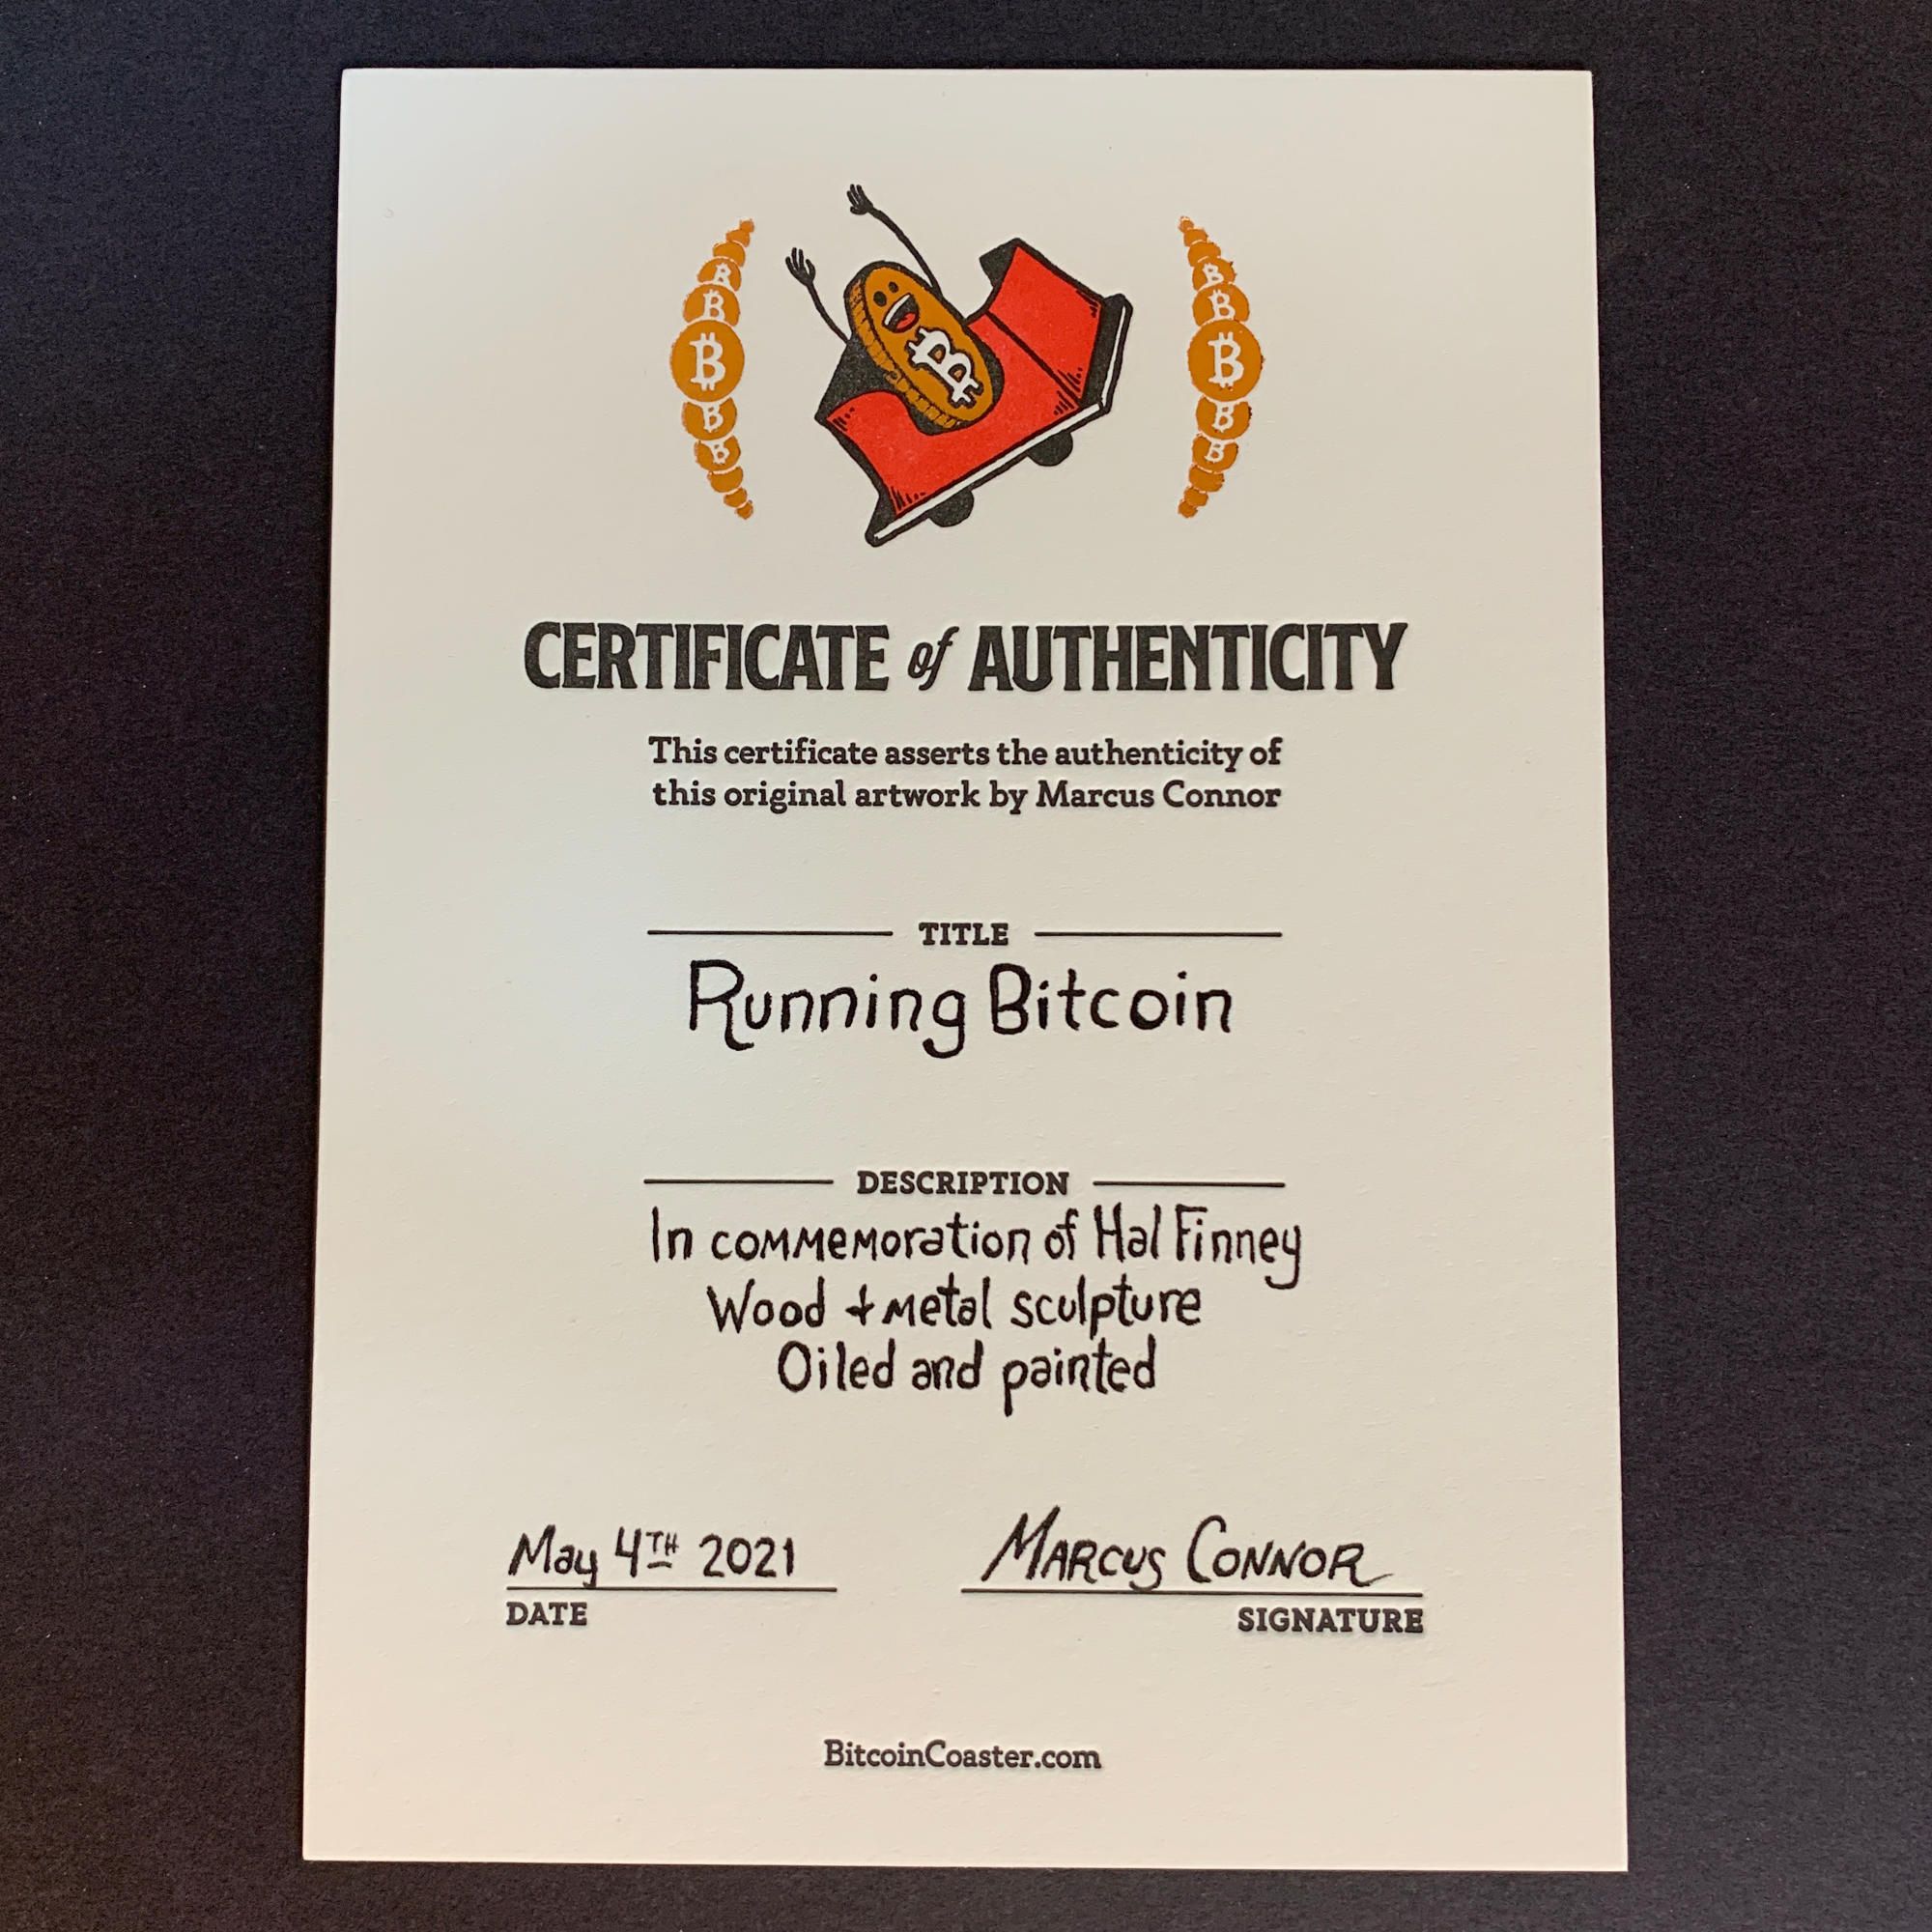 CERTIFICATE of AUTHENTICITY
This certificate asserts the authenticity of
this original artwork by Marcus Connor
TITLE
Running Bitcoin
DESCRIPTION
In commemoration of Hal Finney
Wood + metal sculpture
Oiled and painted
May 4TH 2021
MARCUS CONNOR
DATE
SIGNATURE
BitcoinCoaster.com